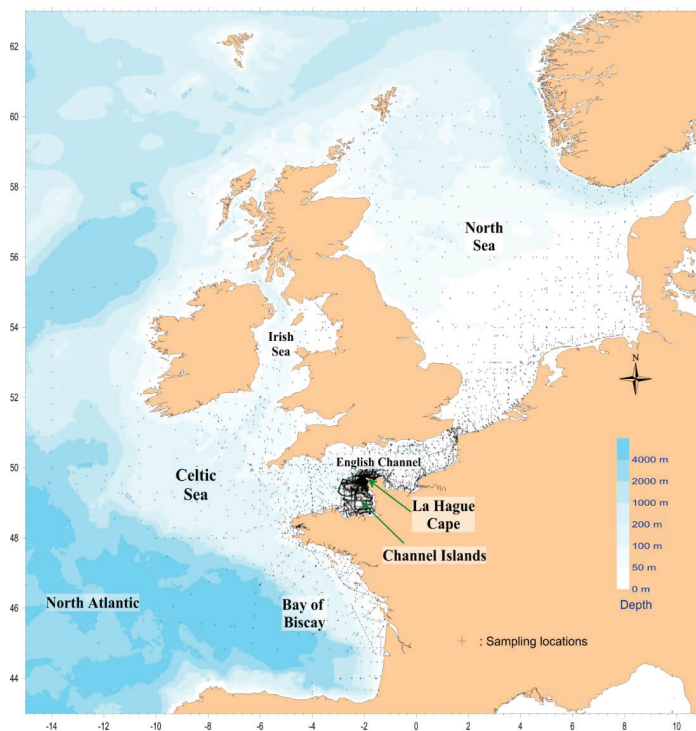 62
60
58
56
54
52
50
48
46
44
North
Sea
Irish
Sea
N
English Channel
Celtic
Sea
La Hague
Cape
Channel Islands
North Atlantic
Bay of
Biscay
4000 m
2000 m
1000 m
200 m
100 m
50 m
0 m
Depth
+ : Sampling locations
-14 -12 -10 -8 -6 -4 -2 0 2 4 6 8 10